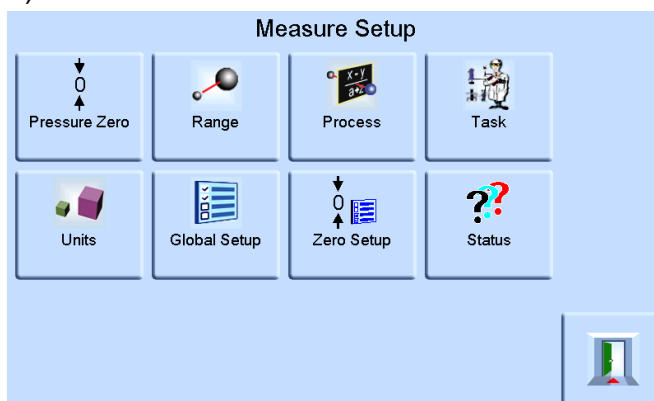 Measure Setup
0
Pressure Zero
Range
x-y
a+z
Process
Task
Units
Global Setup
0
Zero Setup
???
Status